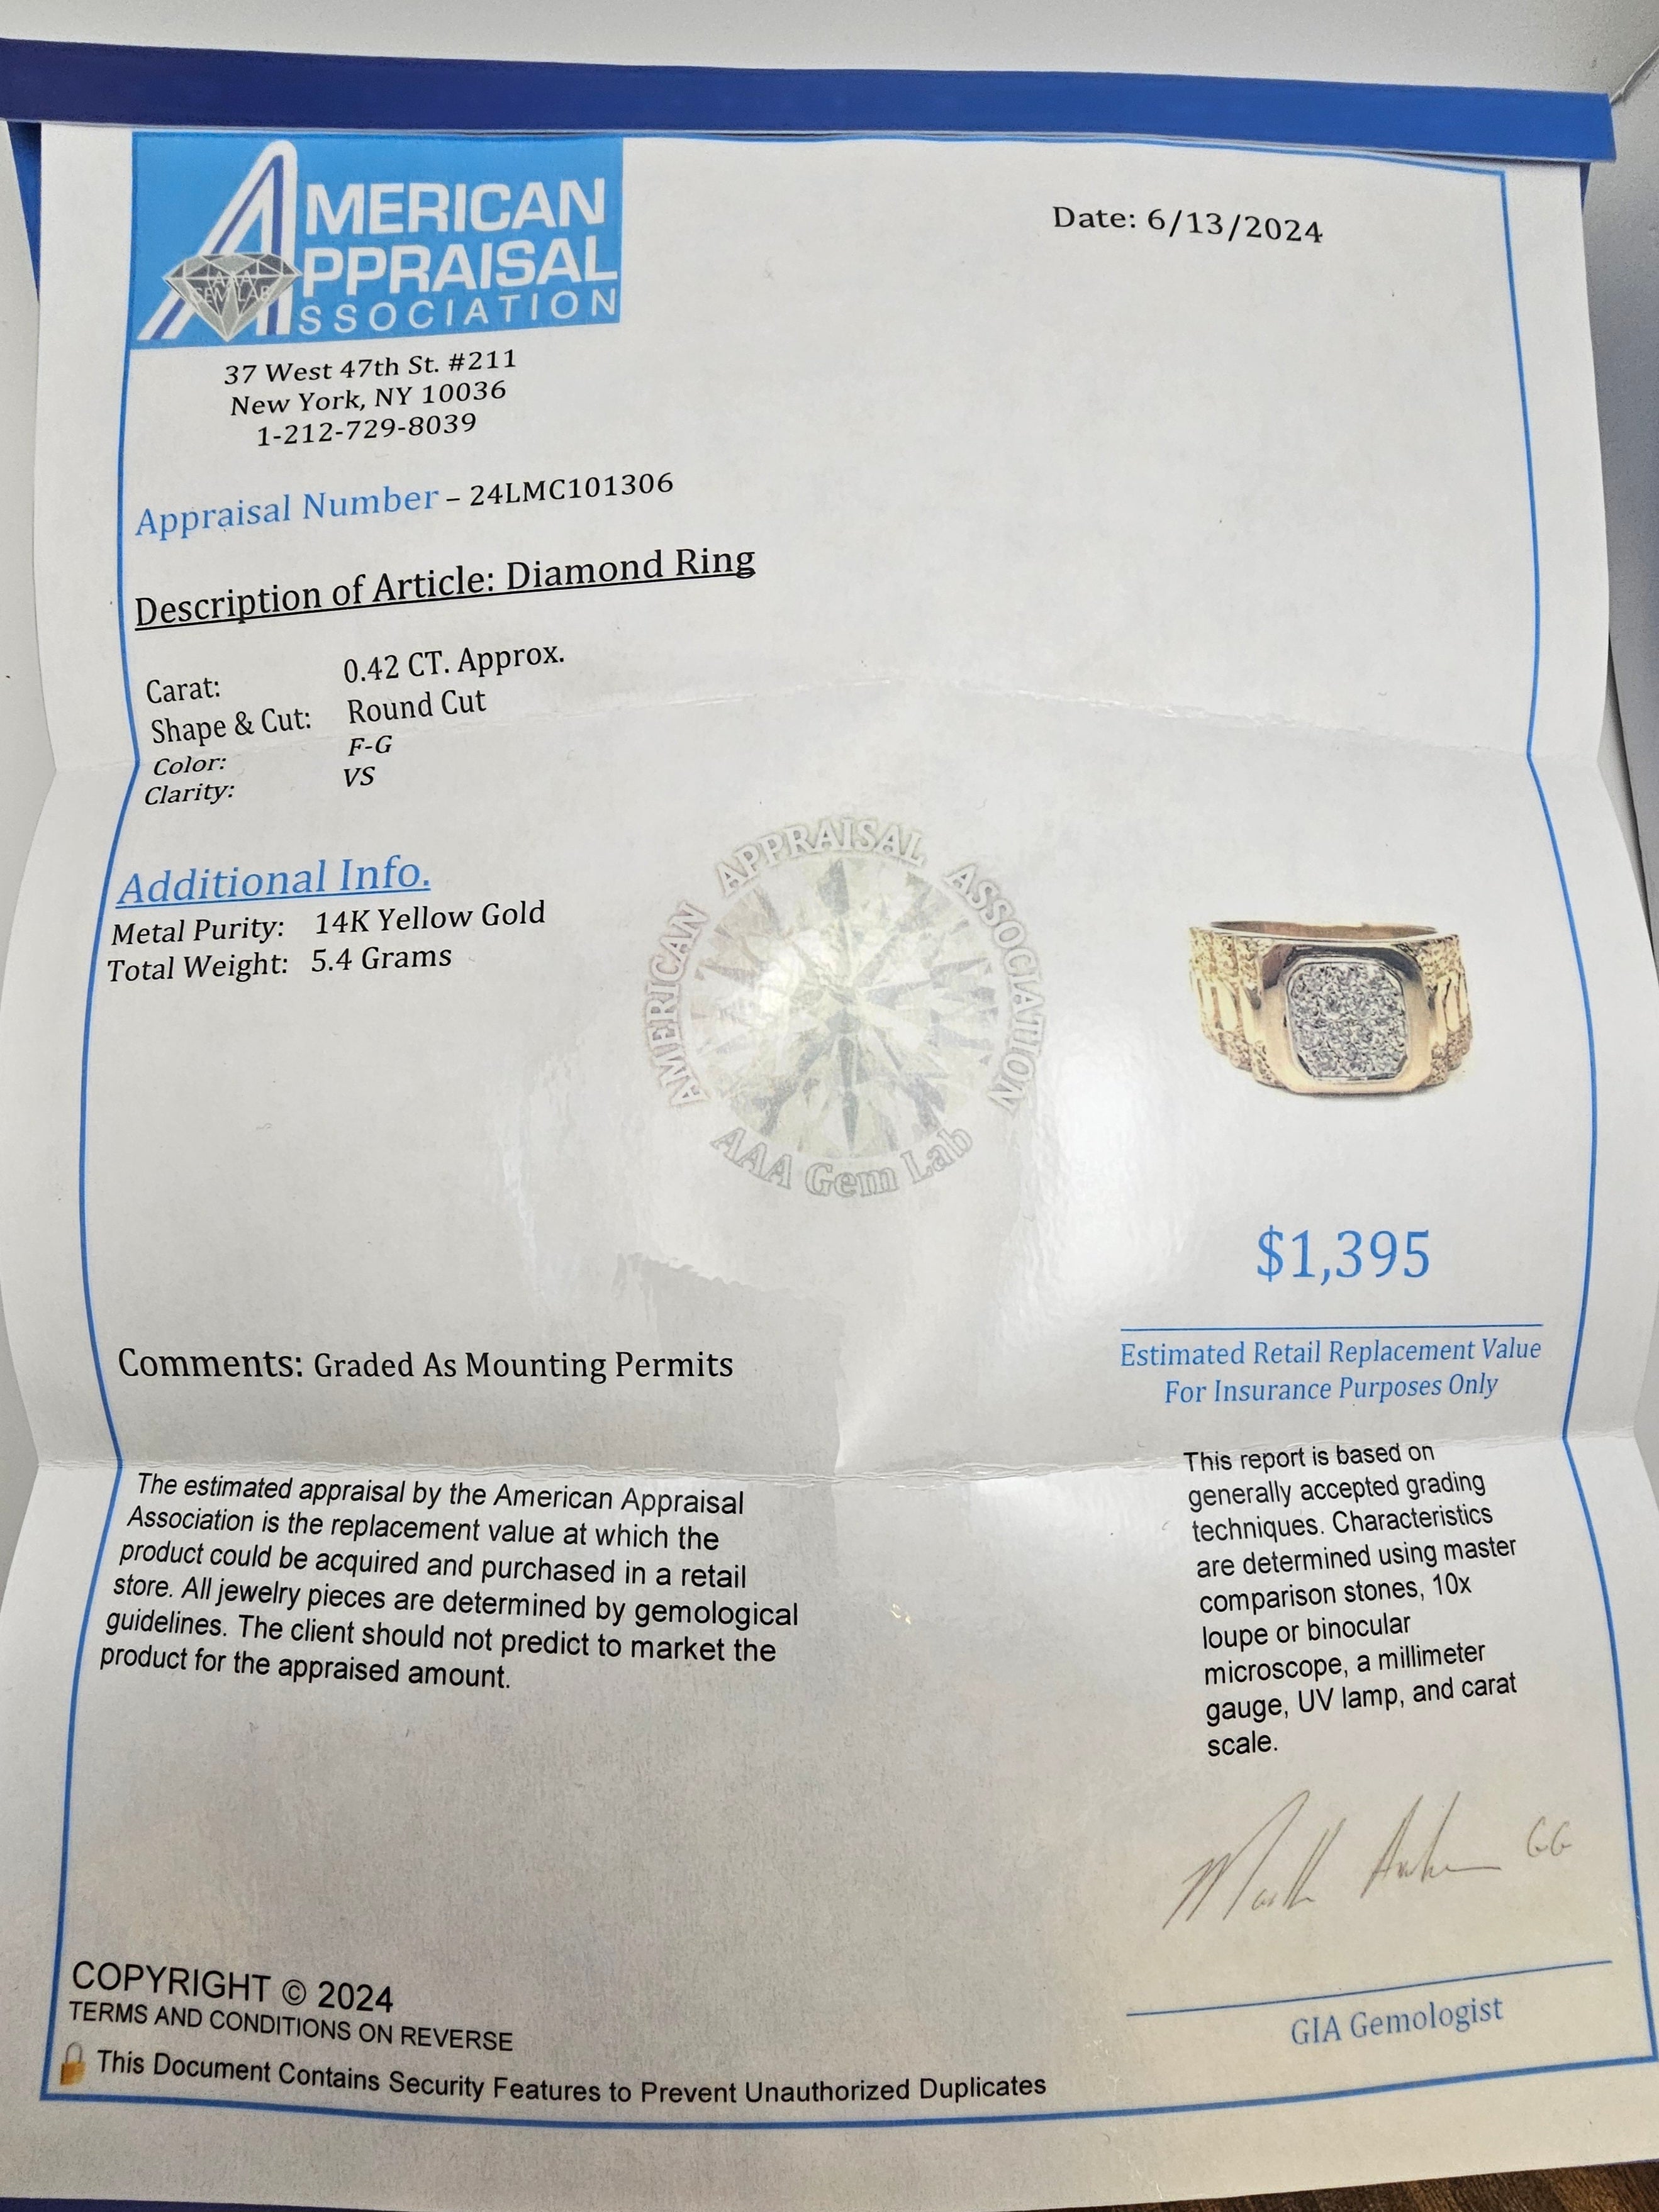 AMERICAN
APPRAISAL
ASSOCIATION
AAA
GEM LAB
Date: 6/13/2024
37 West 47th St. #211
New York, NY 10036
1-212-729-8039
Appraisal Number – 24LMC101306
Description of Article: Diamond Ring
Carat: 0.42 CT. Approx.
Shape & Cut: Round Cut
Color: F-G
Clarity: VS
Additional Info.
Metal Purity: 14K Yellow Gold
Total Weight: 5.4 Grams
AMERICAN APPRAISAL ASSOCIATION
AAA Gem Lab
$1,395
Estimated Retail Replacement Value
For Insurance Purposes Only
Comments: Graded As Mounting Permits
The estimated appraisal by the American Appraisal
Association is the replacement value at which the
product could be acquired and purchased in a retail
store. All jewelry pieces are determined by gemological
guidelines. The client should not predict to market the
product for the appraised amount.
This report is based on
generally accepted grading
techniques. Characteristics
are determined using master
comparison stones, 10x
loupe or binocular
microscope, a millimeter
gauge, UV lamp, and carat
scale.
GG
GIA Gemologist
COPYRIGHT © 2024
TERMS AND CONDITIONS ON REVERSE
This Document Contains Security Features to Prevent Unauthorized Duplicates